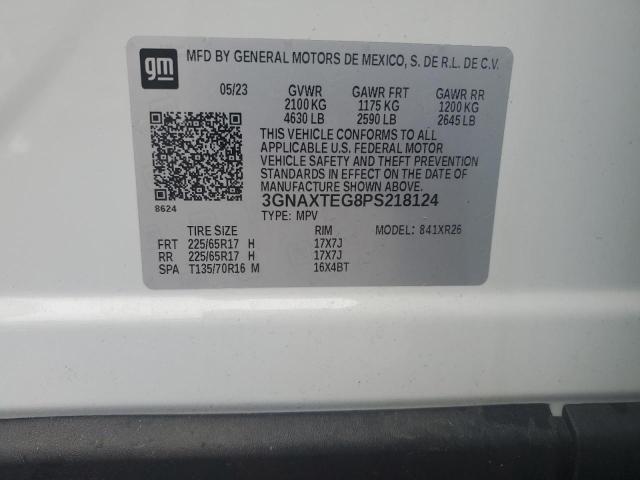 gm
MFD BY GENERAL MOTORS DE MEXICO, S. DE R.L. DE C.V.
05/23 GVWR GAWR FRT GAWR RR
2100 KG 1175 KG 1200 KG
4630 LB 2590 LB 2645 LB
THIS VEHICLE CONFORMS TO ALL
APPLICABLE U.S. FEDERAL MOTOR
VEHICLE SAFETY AND THEFT PREVENTION
STANDARDS IN EFFECT ON THE DATE OF
MANUFACTURE SHOWN ABOVE.
8624
3GNAXTEG8PS218124
TYPE: MPV
TIRE SIZE RIM MODEL: 841XR26
FRT 225/65R17 H 17X7J
RR 225/65R17 H 17X7J
SPA T135/70R16 M 16X4BT